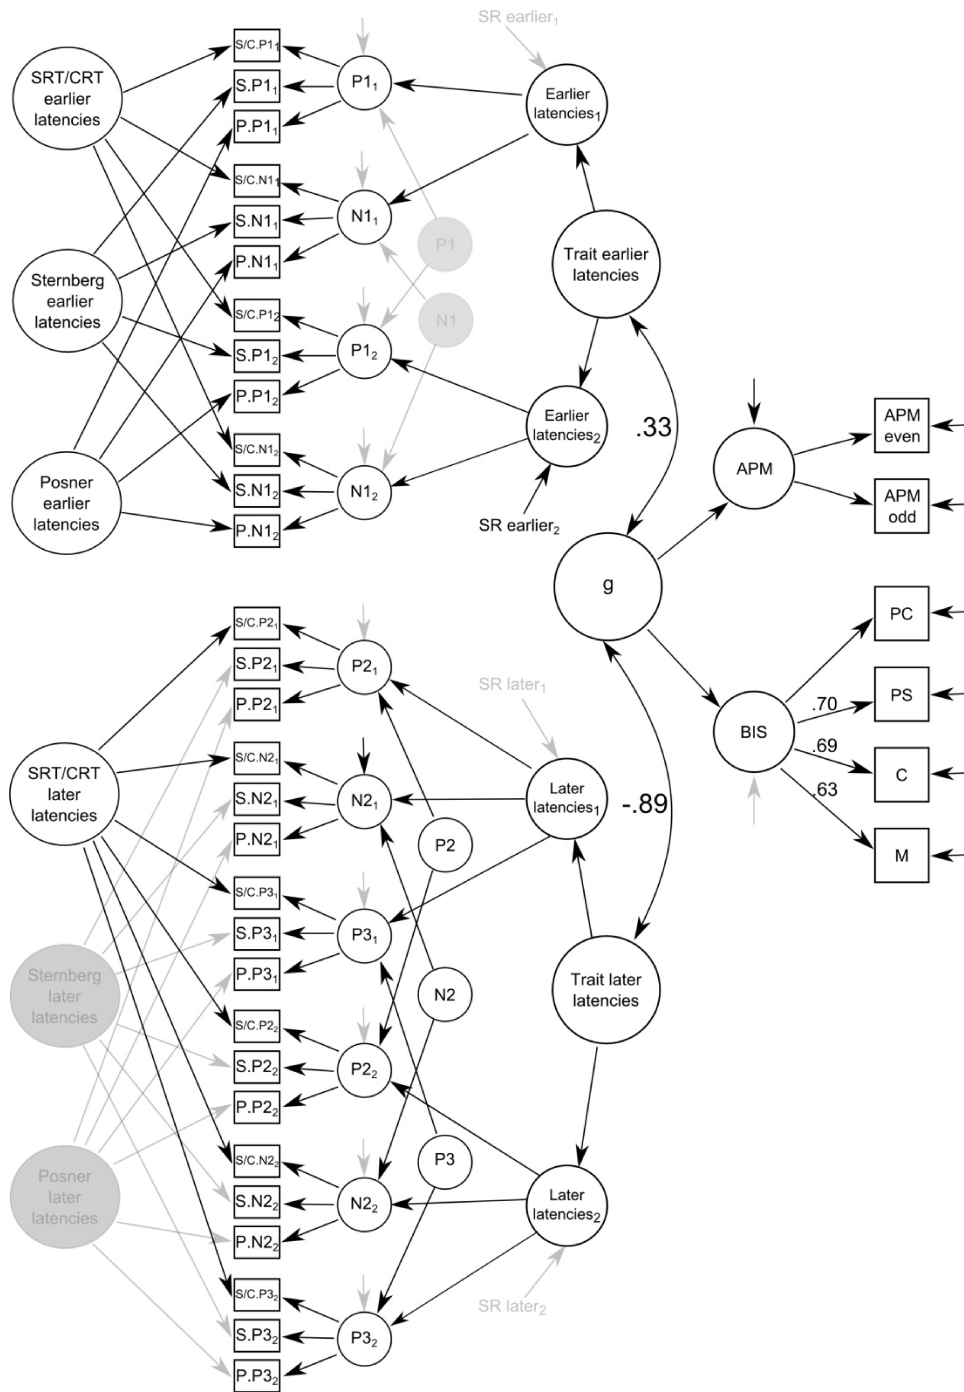 SR earlier₁
S/C.P1₁
SRT/CRT
earlier
latencies
P1₁
S.P1₁
Earlier
latencies₁
P.P1₁
S/C.N1₁
N1₁
S.N1₁
P1
Trait earlier
latencies
P.N1₁
Sternberg
earlier
latencies
S/C.P1₂
N1
P1₂
S.P1₂
P.P1₂
Earlier
latencies₂
.33
APM
even
S/C.N1₂
APM
Posner
earlier
latencies
S.N1₂
N1₂
APM
odd
P.N1₂
SR earlier₂
g
S/C.P2₁
PC
S.P2₁
P2₁
SR later₁
P.P2₁
.70
PS
BIS
.69
S/C.N2₁
SRT/CRT
later
latencies
S.N2₁
N2₁
Later
latencies₁
-.89
C
.63
P.N2₁
P2
M
S/C.P3₁
S.P3₁
P3₁
Sternberg
later
latencies
P.P3₁
N2
Trait later
latencies
S/C.P2₂
S.P2₂
P2₂
P.P2₂
S/C.N2₂
P3
Posner
later
latencies
S.N2₂
N2₂
Later
latencies₂
P.N2₂
S/C.P3₂
SR later₂
S.P3₂
P3₂
P.P3₂